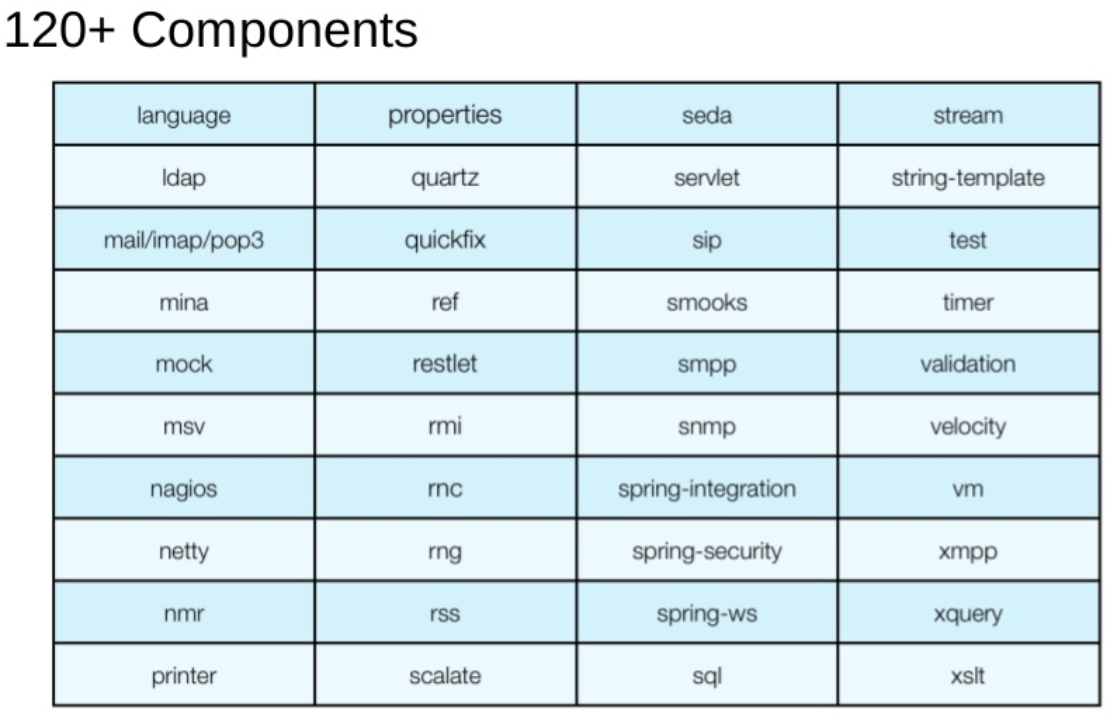 120+ Components
language properties seda stream
ldap quartz servlet string-template
mail/imap/pop3 quickfix sip test
mina ref smooks timer
mock restlet smpp validation
msv rmi snmp velocity
nagios rnc spring-integration vm
netty rng spring-security xmpp
nmr rss spring-ws xquery
printer scalate sql xslt